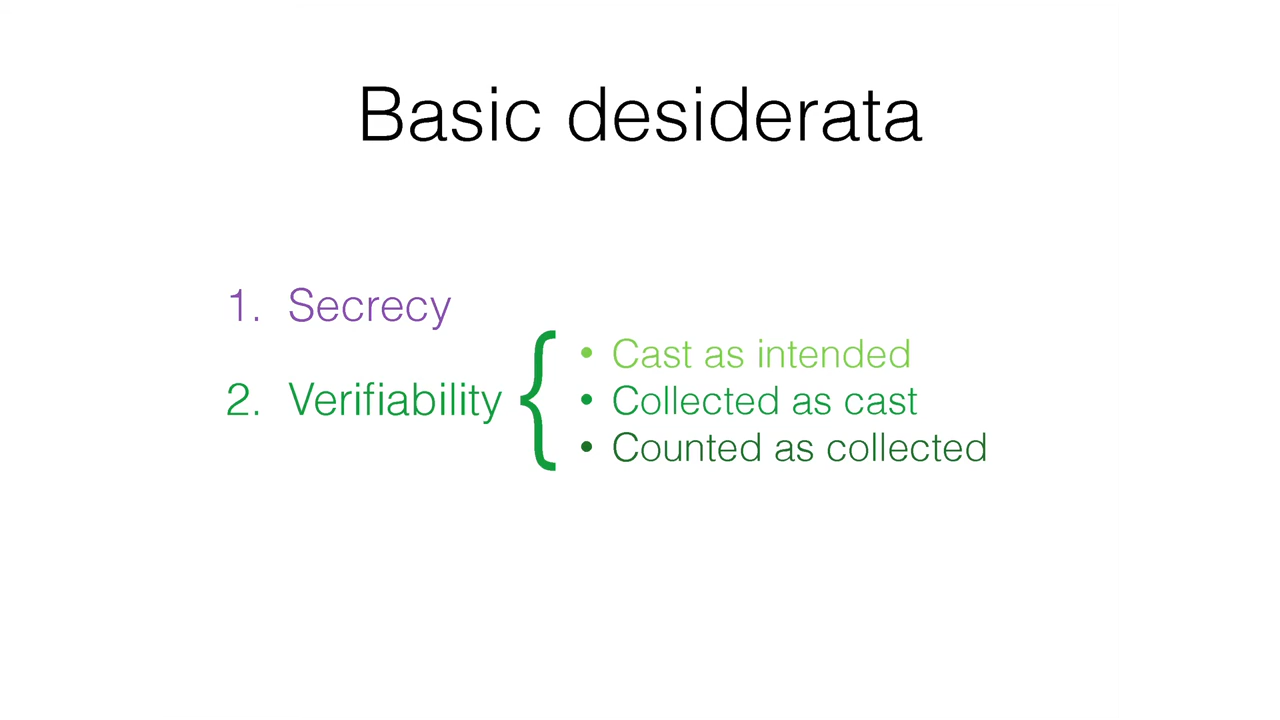 Basic desiderata
1. Secrecy
2. Verifiability {
• Cast as intended
• Collected as cast
• Counted as collected